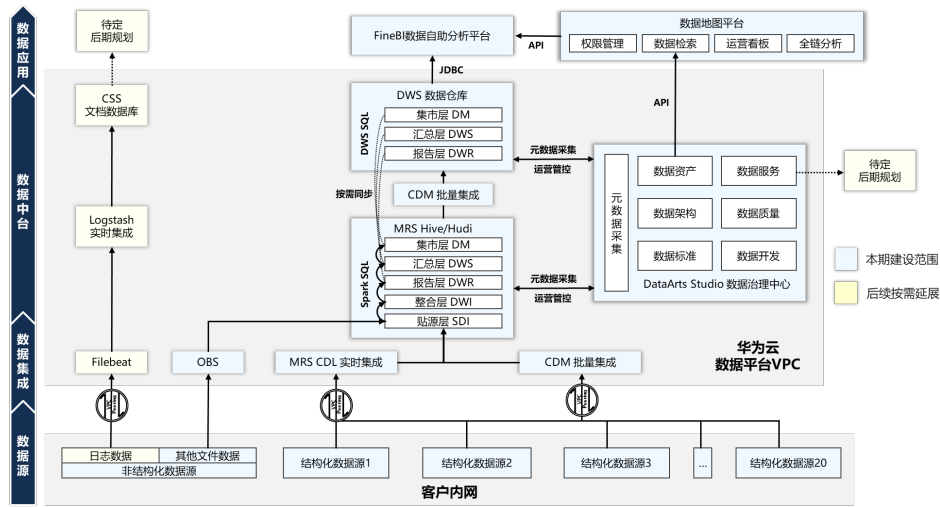 数据应用
数据中台
数据集成
数据源
待定
后期规划
CSS
文档数据库
Logstash
实时集成
Filebeat
OBS
FineBI数据自助分析平台
JDBC
API
数据地图平台
权限管理
数据检索
运营看板
全链分析
API
DWS 数据仓库
DWS SQL
集市层 DM
汇总层 DWS
报告层 DWR
按需同步
CDM 批量集成
MRS Hive/Hudi
Spark SQL
集市层 DM
汇总层 DWS
报告层 DWR
整合层 DWI
贴源层 SDI
元数据采集
运营管控
元数据采集
运营管控
元数据采集
数据资产
数据服务
数据架构
数据质量
数据标准
数据开发
DataArts Studio 数据治理中心
待定
后期规划
本期建设范围
后续按需延展
MRS CDL 实时集成
CDM 批量集成
华为云
数据平台VPC
VPC
Peering
VPC
Peering
VPC
Peering
日志数据
其他文件数据
非结构化数据源
结构化数据源1
结构化数据源2
结构化数据源3
...
结构化数据源20
客户内网